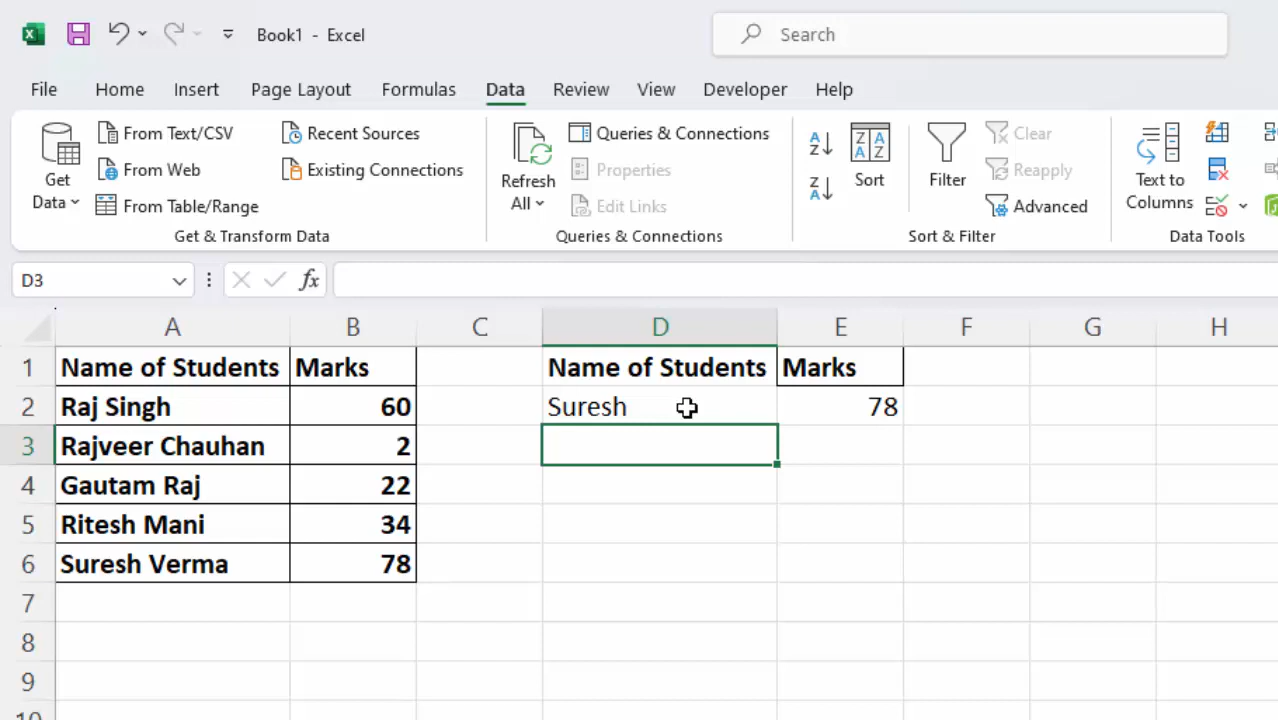 Book1 - Excel
Search
File Home Insert Page Layout Formulas Data Review View Developer Help
Get Data
From Text/CSV
From Web
From Table/Range
Recent Sources
Existing Connections
Get & Transform Data
Refresh All
Queries & Connections
Properties
Edit Links
Queries & Connections
A Z
Z A
Z A A Z
Sort
Filter
Clear
Reapply
Advanced
Sort & Filter
Text to Columns
Data Tools
D3
fx
A B C D E F G H
1 Name of Students Marks Name of Students Marks
2 Raj Singh 60 Suresh 78
3 Rajveer Chauhan 2
4 Gautam Raj 22
5 Ritesh Mani 34
6 Suresh Verma 78
7
8
9
10